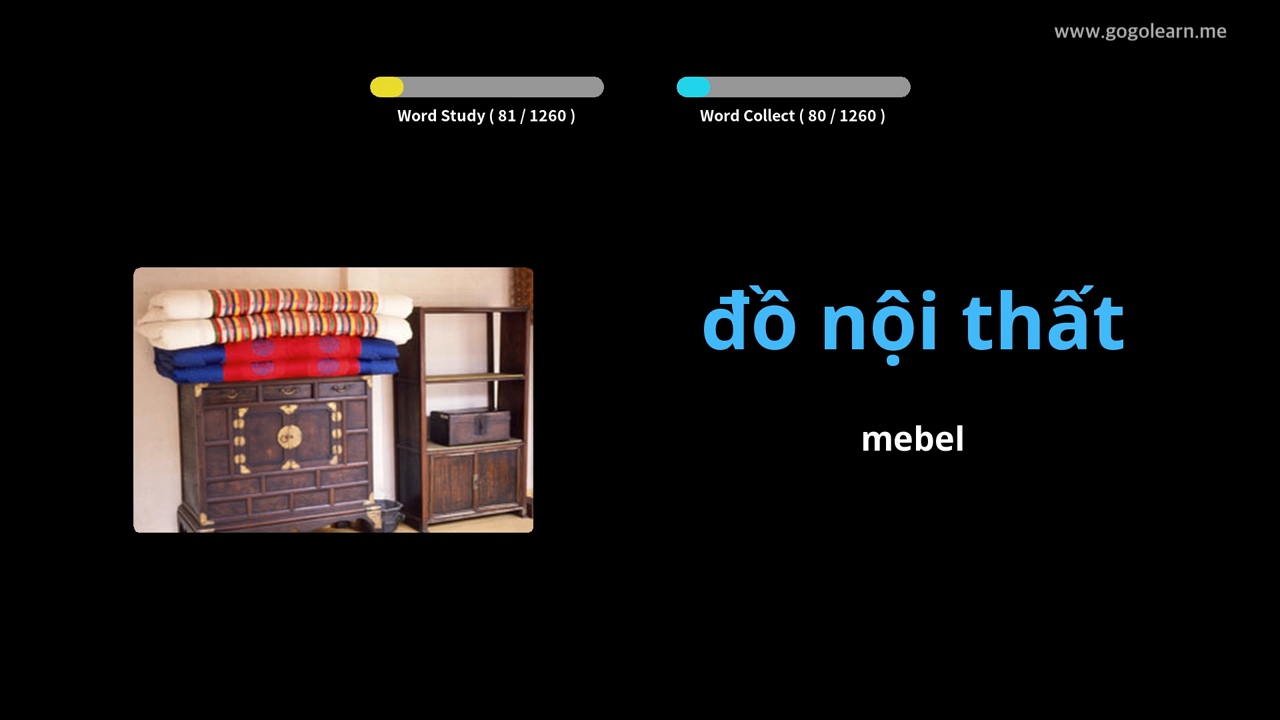 www.gogolearn.me
Word Study ( 81 / 1260 )
Word Collect ( 80 / 1260 )
đồ nội thất
mebel